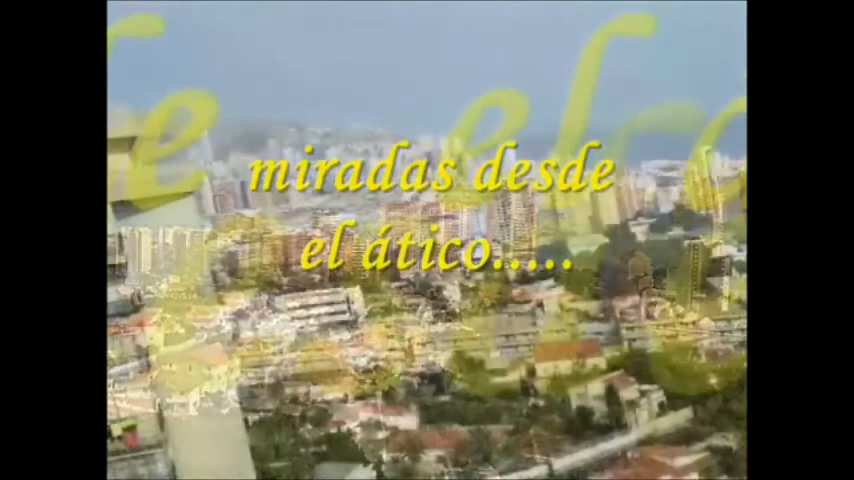 miradas desde
el ático.....